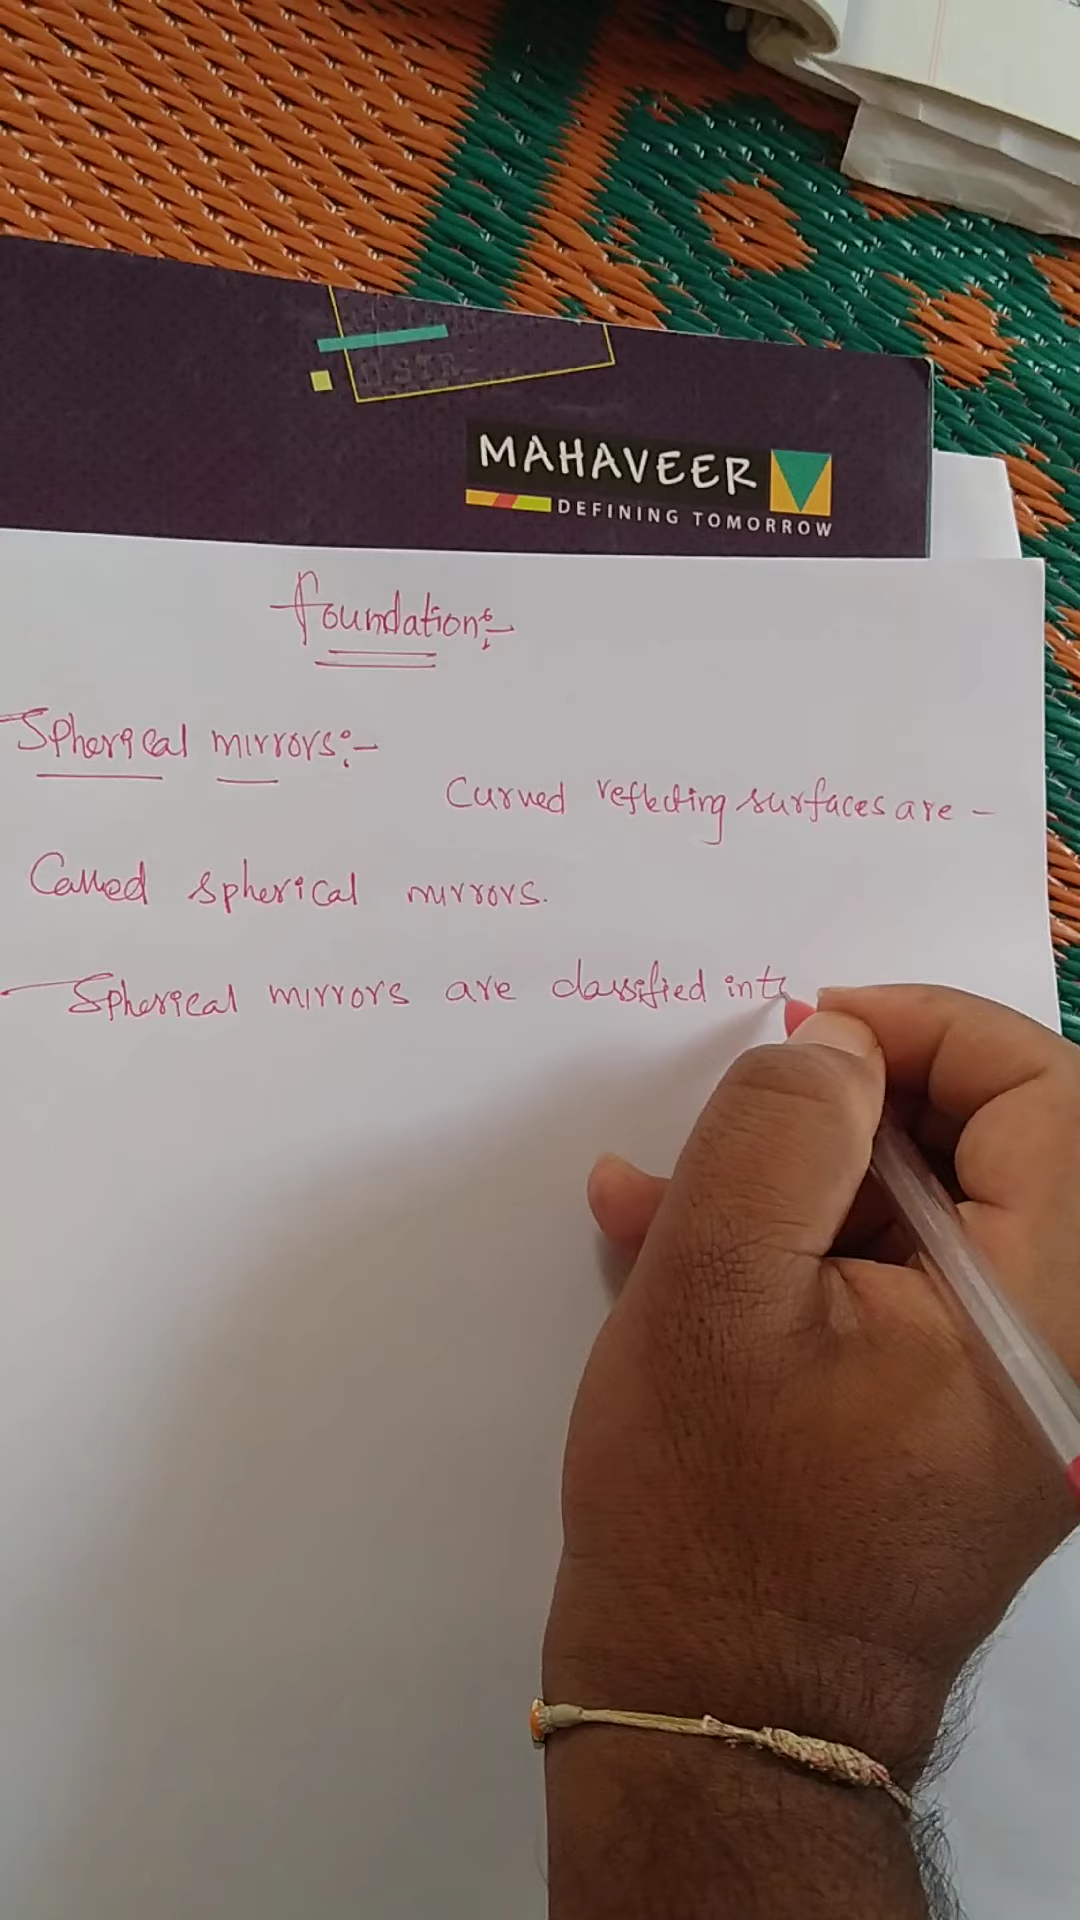 MAHAVEER
DEFINING TOMORROW
Foundation:-
Spherical mirrors:-
Curved reflecting surfaces are -
Called spherical mirrors.
Spherical mirrors are classified into